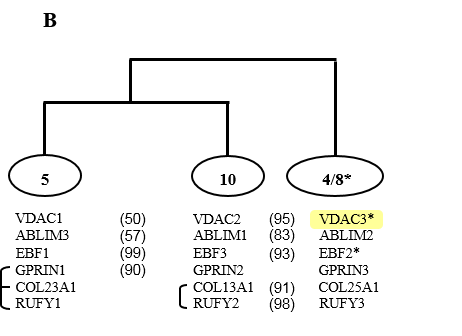 B
5 10 4/8*
VDAC1 (50) VDAC2 (95) VDAC3*
ABLIM3 (57) ABLIM1 (83) ABLIM2
EBF1 (99) EBF3 (93) EBF2*
GPRIN1 (90) GPRIN2 GPRIN3
COL23A1 COL13A1 (91) COL25A1
RUFY1 RUFY2 (98) RUFY3